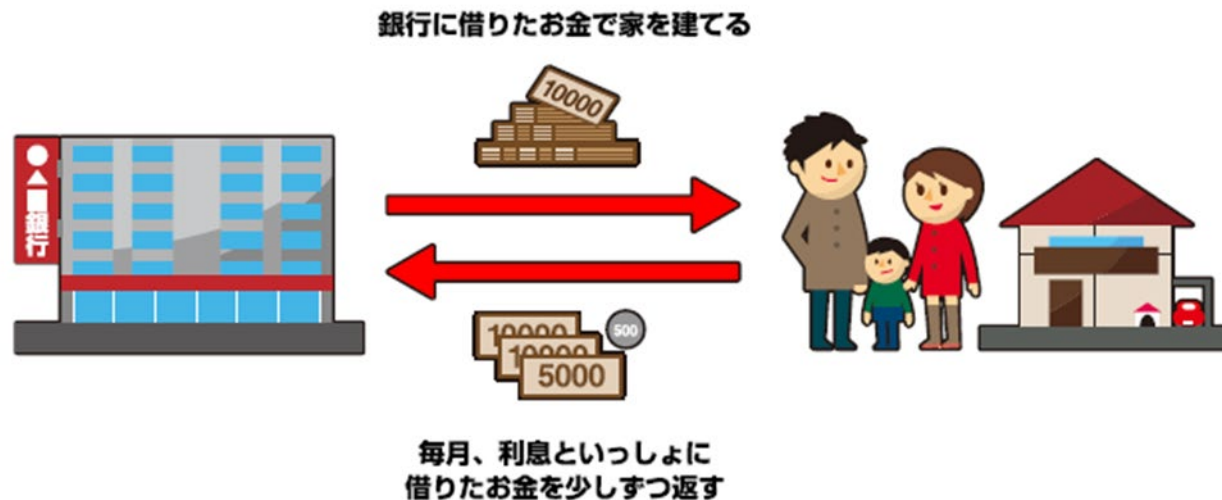 銀行に借りたお金で家を建てる
10000
●▲■銀行
10000
10000
500
5000
毎月、利息といっしょに
借りたお金を少しずつ返す